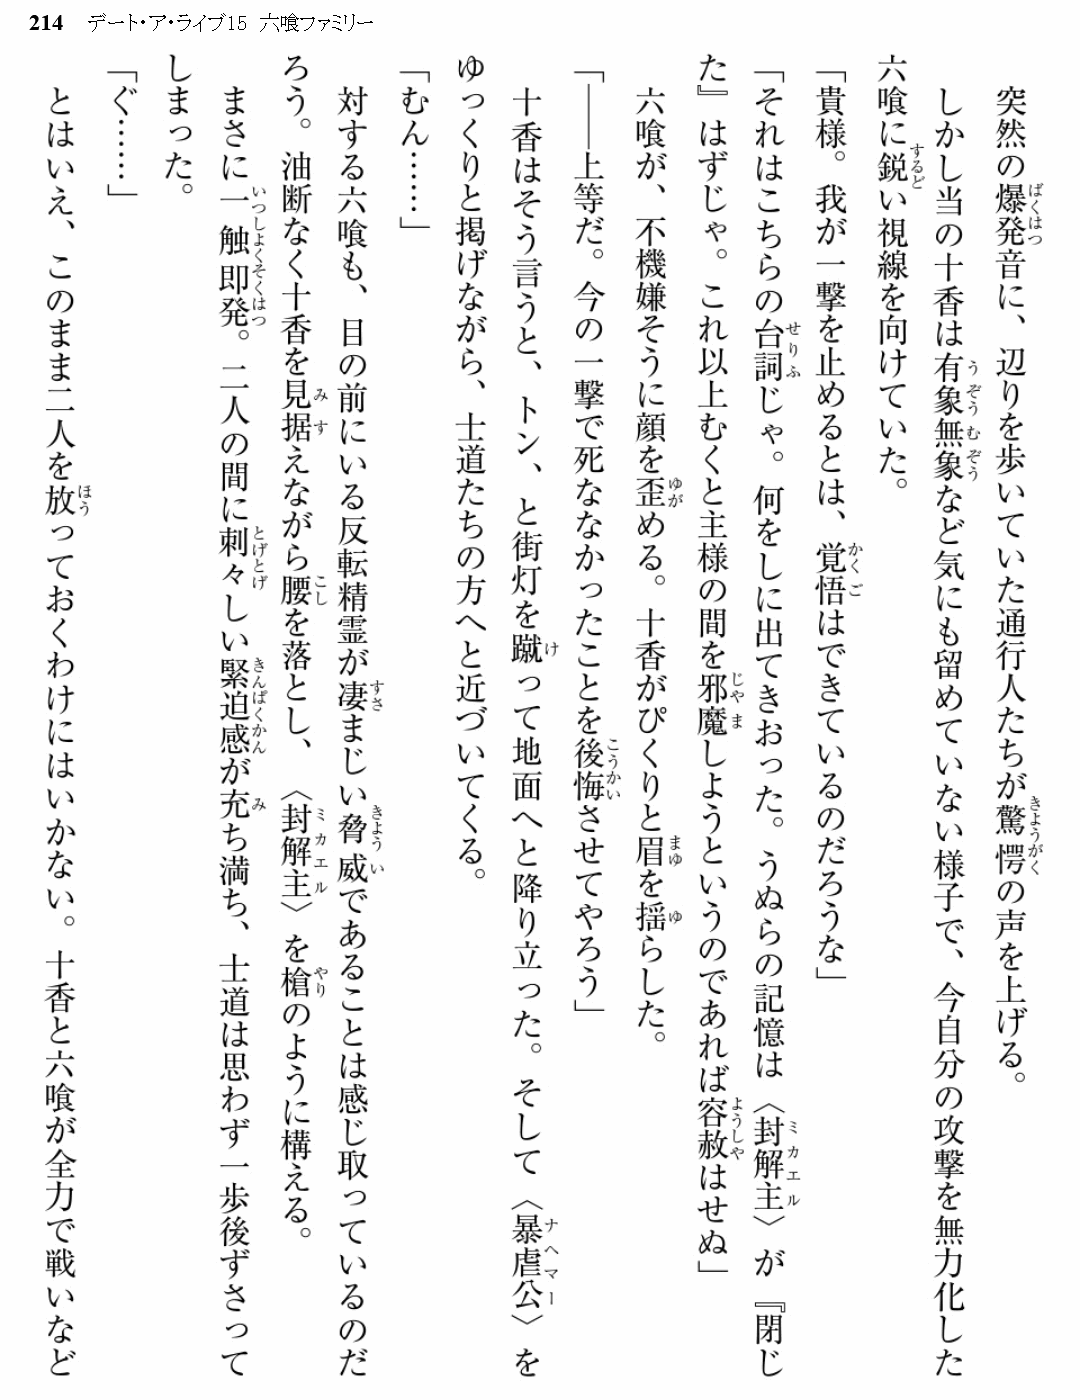 214 デート・ア・ライブ15 六喰ファミリー
突然の爆発音に、辺りを歩いていた通行人たちが驚愕の声を上げる。
しかし当の十香は有象無象など気にも留めていない様子で、今自分の攻撃を無力化した
六喰に鋭い視線を向けていた。
「貴様。我が一撃を止めるとは、覚悟はできているのだろうな」
「それはこちらの台詞じゃ。何をしに出てきおった。うぬらの記憶は〈封解主〉が『閉じ
た』はずじゃ。これ以上むくと主様の間を邪魔しようというのであれば容赦はせぬ」
六喰が、不機嫌そうに顔を歪める。十香がぴくりと眉を揺らした。
「――上等だ。今の一撃で死ななかったことを後悔させてやろう」
十香はそう言うと、トン、と街灯を蹴って地面へと降り立った。そして〈暴虐公〉を
ゆっくりと掲げながら、士道たちの方へと近づいてくる。
「むん……」
対する六喰も、目の前にいる反転精霊が凄まじい脅威であることは感じ取っているのだ
ろう。油断なく十香を見据えながら腰を落とし、〈封解主〉を槍のように構える。
まさに一触即発。二人の間に刺々しい緊迫感が充ち満ち、士道は思わず一歩後ずさって
しまった。
「ぐ……」
とはいえ、このまま二人を放っておくわけにはいかない。十香と六喰が全力で戦いなど